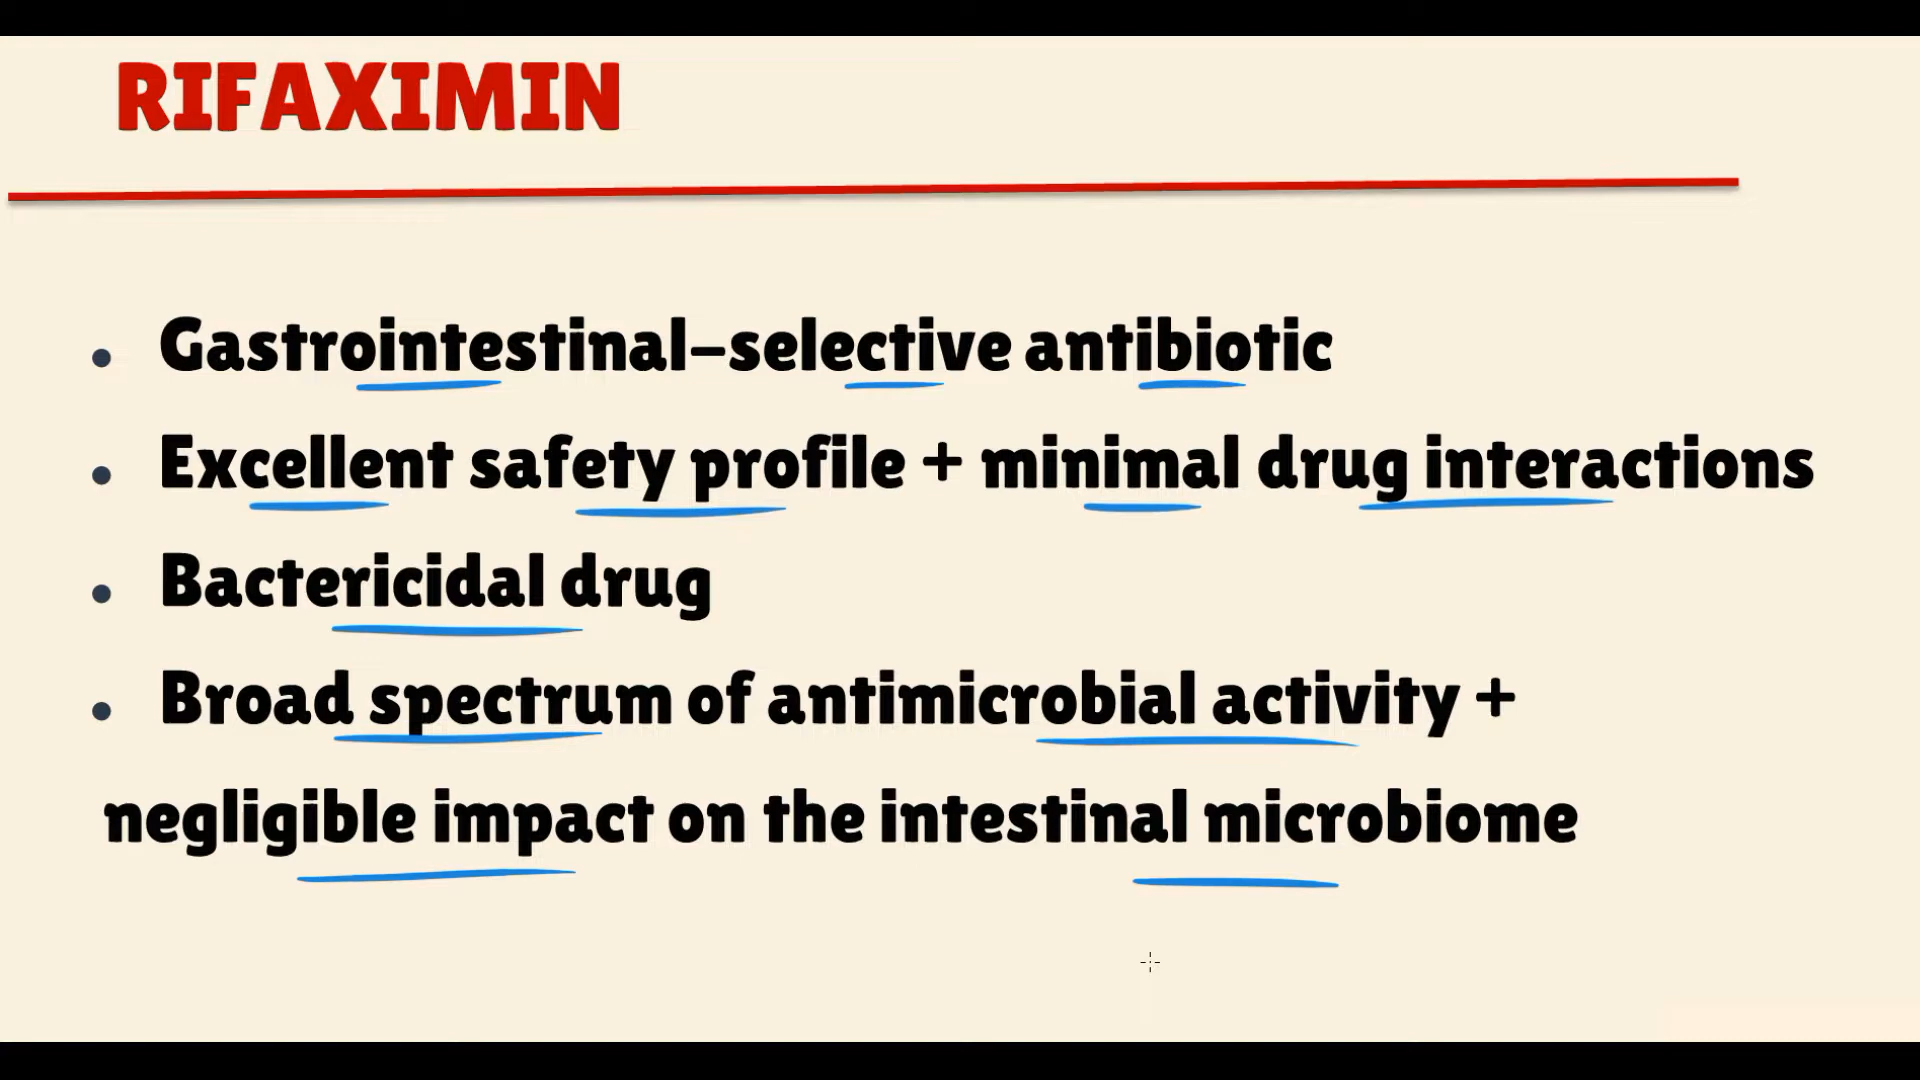 RIFAXIMIN
• Gastrointestinal-selective antibiotic
• Excellent safety profile + minimal drug interactions
• Bactericidal drug
• Broad spectrum of antimicrobial activity +
negligible impact on the intestinal microbiome